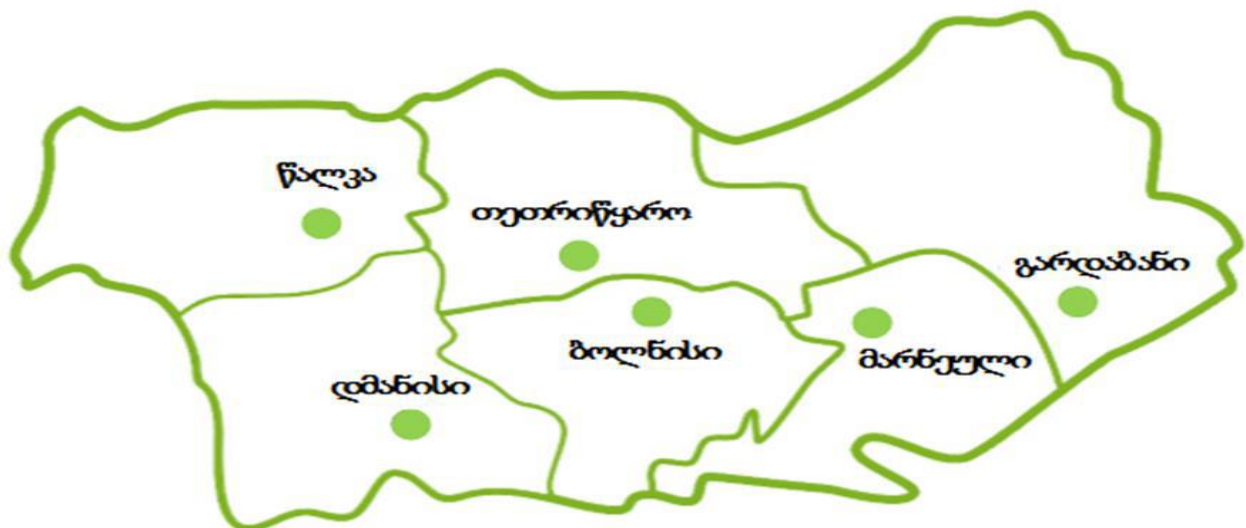 წალკა
თეთრიწყარო
გარდაბანი
ბოლნისი
მარნეული
დმანისი